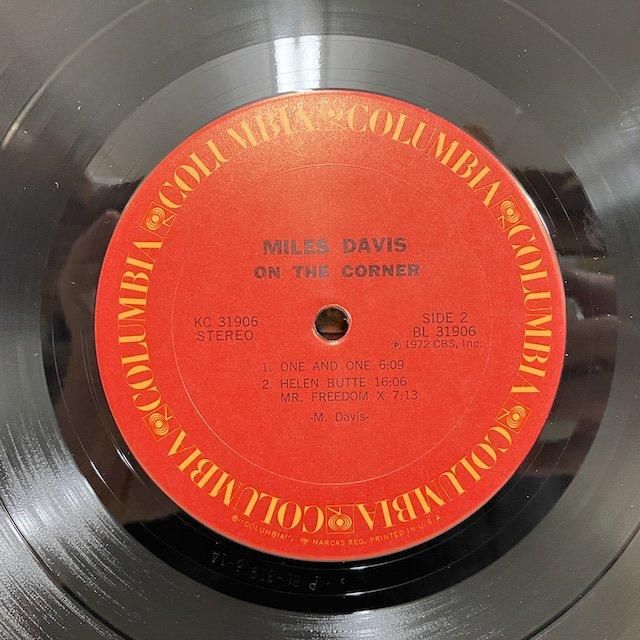 COLUMBIA COLUMBIA COLUMBIA COLUMBIA COLUMBIA COLUMBIA COLUMBIA
MILES DAVIS
ON THE CORNER
KC 31906
STEREO
SIDE 2
BL 31906
℗ 1972 CBS, Inc.
1. ONE AND ONE 6:09
2. HELEN BUTTE 16:06
MR. FREEDOM X 7:13
-M. Davis-
® "COLUMBIA", MARCAS REG. PRINTED IN U.S.A.